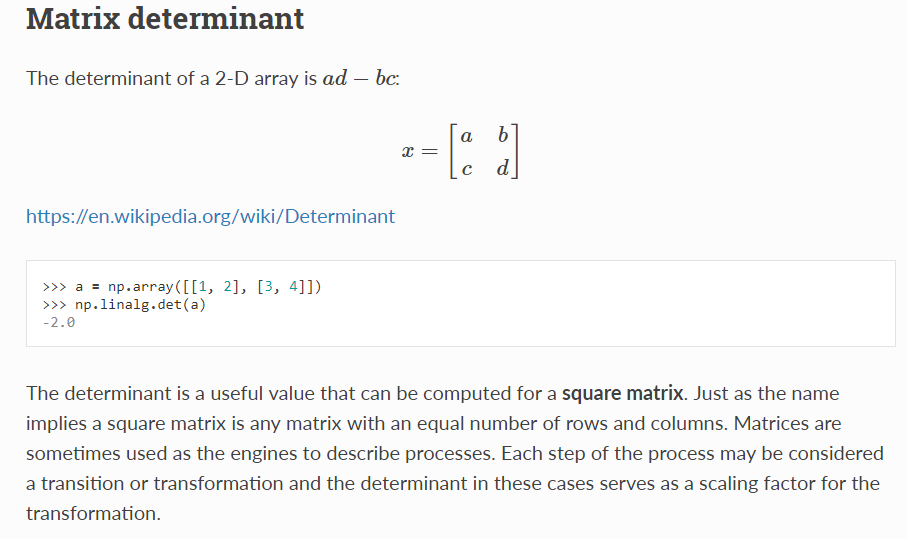 Matrix determinant
The determinant of a 2-D array is ad − bc:
x = [a b
c d]
https://en.wikipedia.org/wiki/Determinant
>>> a = np.array([[1, 2], [3, 4]])
>>> np.linalg.det(a)
-2.0
The determinant is a useful value that can be computed for a square matrix. Just as the name
implies a square matrix is any matrix with an equal number of rows and columns. Matrices are
sometimes used as the engines to describe processes. Each step of the process may be considered
a transition or transformation and the determinant in these cases serves as a scaling factor for the
transformation.